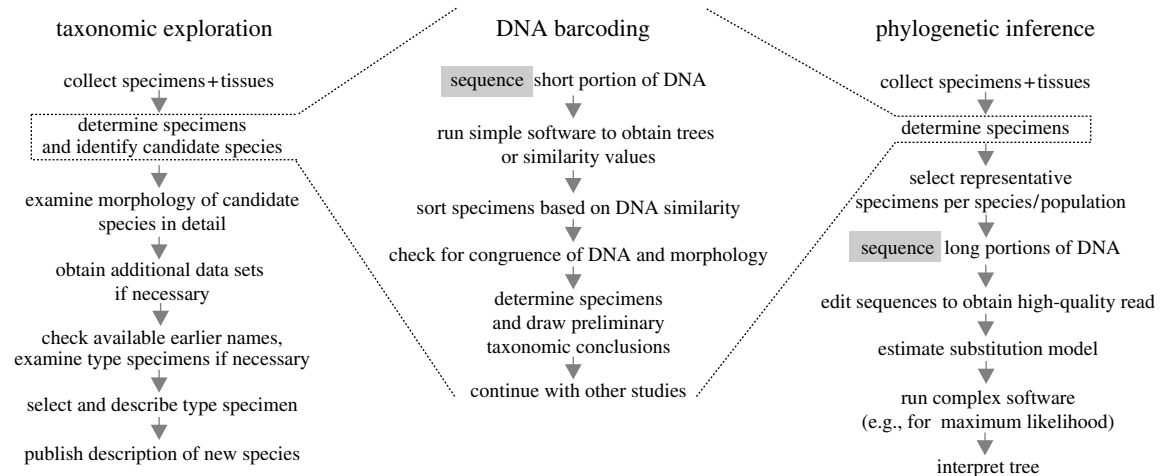 taxonomic exploration
collect specimens+tissues
determine specimens
and identify candidate species
examine morphology of candidate
species in detail
obtain additional data sets
if necessary
check available earlier names,
examine type specimens if necessary
select and describe type specimen
publish description of new species
DNA barcoding
sequence short portion of DNA
run simple software to obtain trees
or similarity values
sort specimens based on DNA similarity
check for congruence of DNA and morphology
determine specimens
and draw preliminary
taxonomic conclusions
continue with other studies
phylogenetic inference
collect specimens+tissues
determine specimens
select representative
specimens per species/population
sequence long portions of DNA
edit sequences to obtain high-quality read
estimate substitution model
run complex software
(e.g., for maximum likelihood)
interpret tree